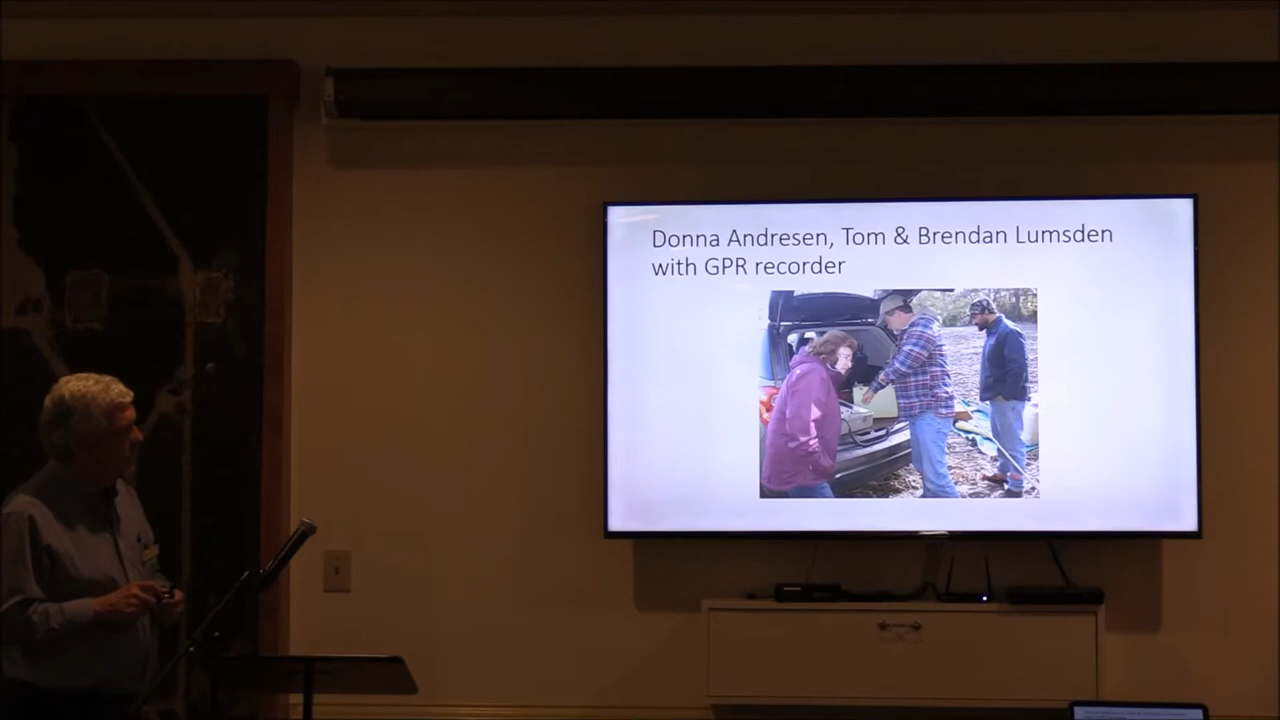 Donna Andresen, Tom & Brendan Lumsden
with GPR recorder